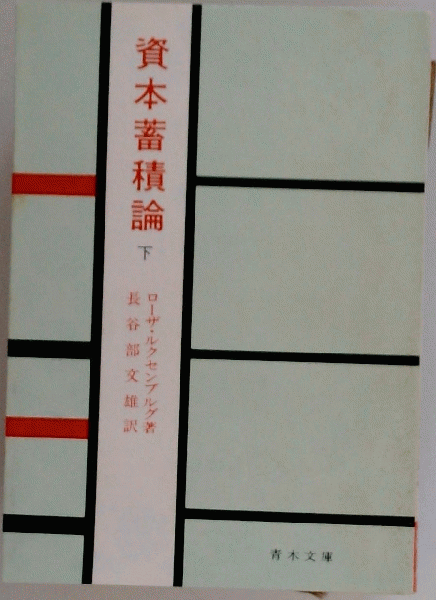 資本蓄積論
下
ローザ・ルクセンブルグ著
長谷部文雄訳
青木文庫